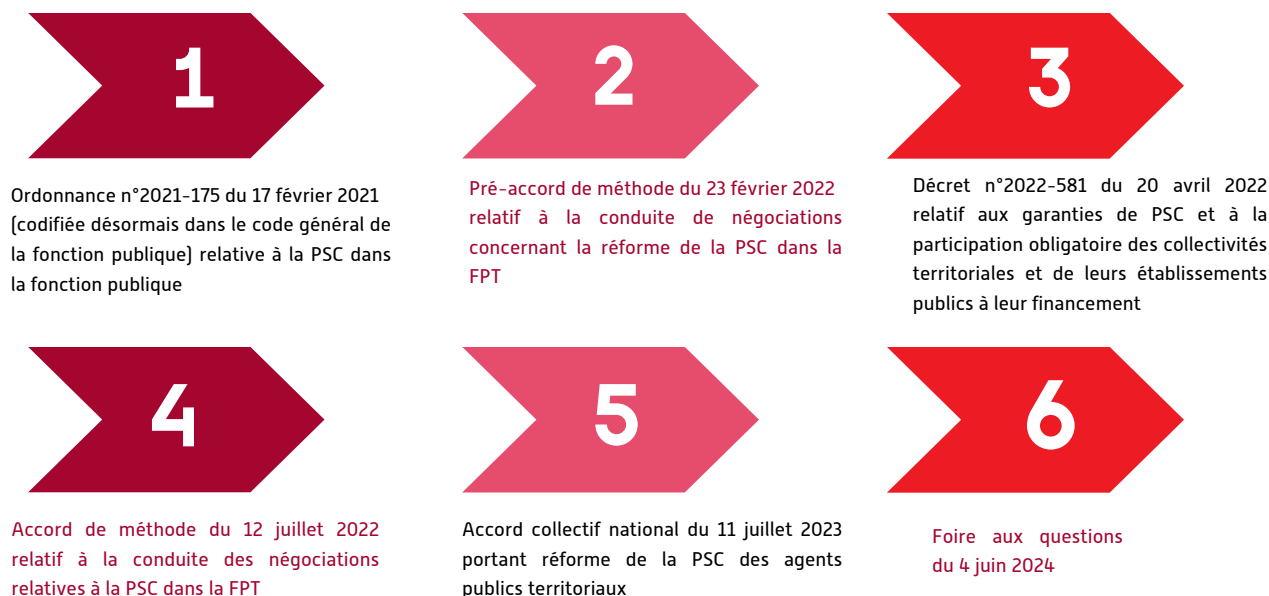 1
Ordonnance n°2021-175 du 17 février 2021
(codifiée désormais dans le code général de
la fonction publique) relative à la PSC dans
la fonction publique
2
Pré-accord de méthode du 23 février 2022
relatif à la conduite de négociations
concernant la réforme de la PSC dans la
FPT
3
Décret n°2022-581 du 20 avril 2022
relatif aux garanties de PSC et à la
participation obligatoire des collectivités
territoriales et de leurs établissements
publics à leur financement
4
Accord de méthode du 12 juillet 2022
relatif à la conduite des négociations
relatives à la PSC dans la FPT
5
Accord collectif national du 11 juillet 2023
portant réforme de la PSC des agents
publics territoriaux
6
Foire aux questions
du 4 juin 2024